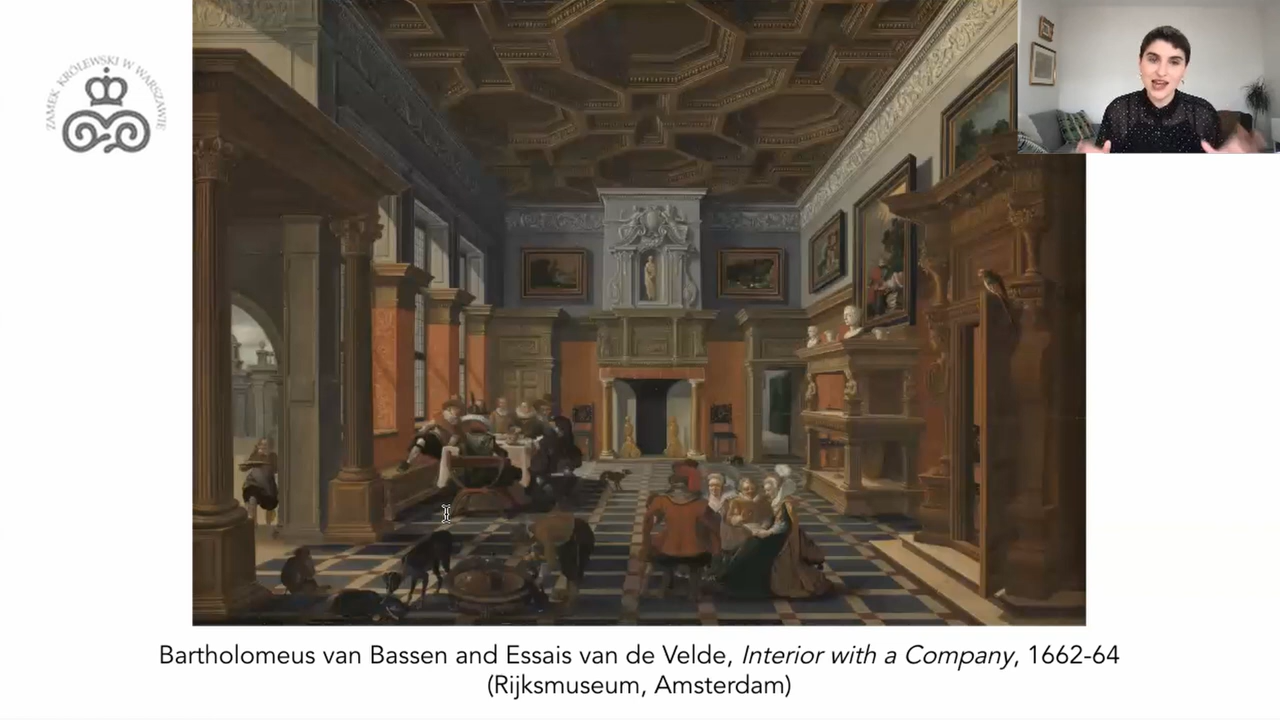 ZAMEK KRÓLEWSKI W WARSZAWIE
Bartholomeus van Bassen and Essais van de Velde, Interior with a Company, 1662-64
(Rijksmuseum, Amsterdam)